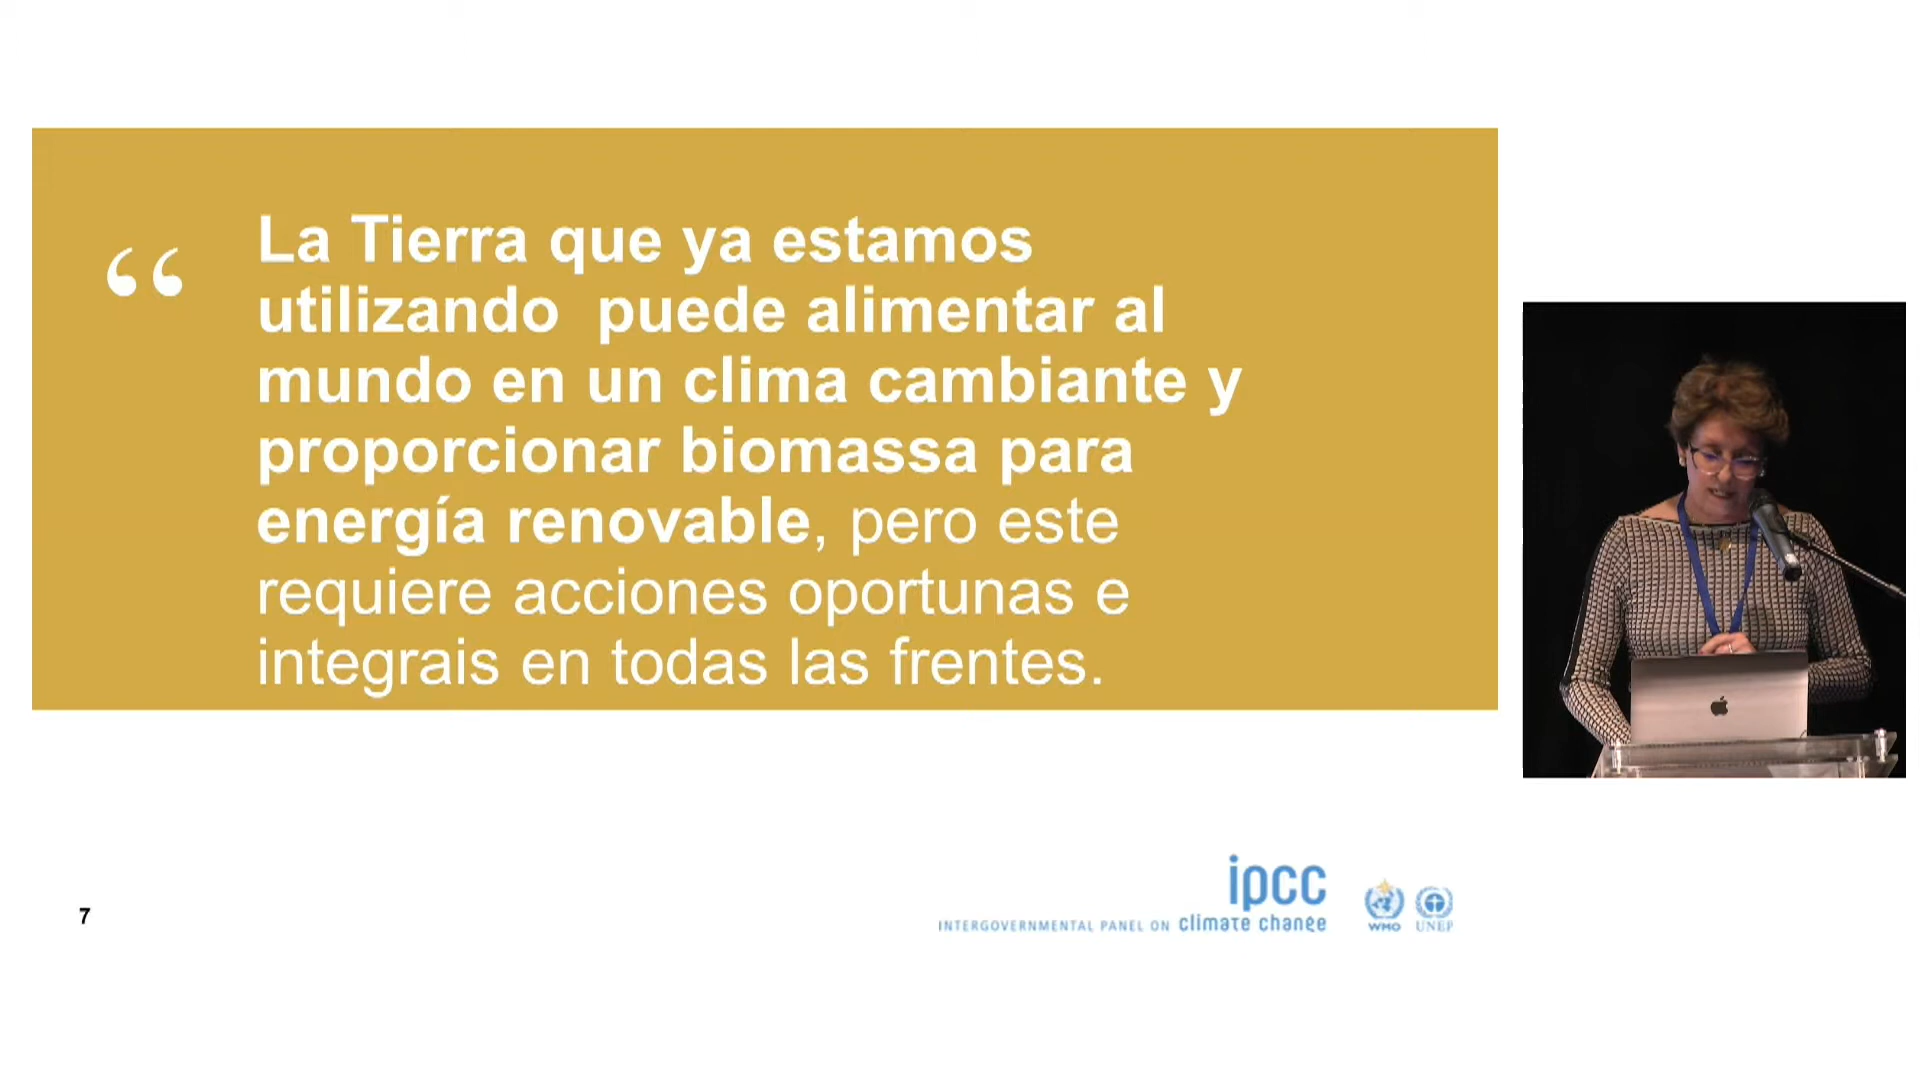 “
La Tierra que ya estamos
utilizando  puede alimentar al
mundo en un clima cambiante y
proporcionar biomassa para
energía renovable, pero este
requiere acciones oportunas e
integrais en todas las frentes.
7
ipcc
INTERGOVERNMENTAL PANEL ON climate change
WMO
UNEP